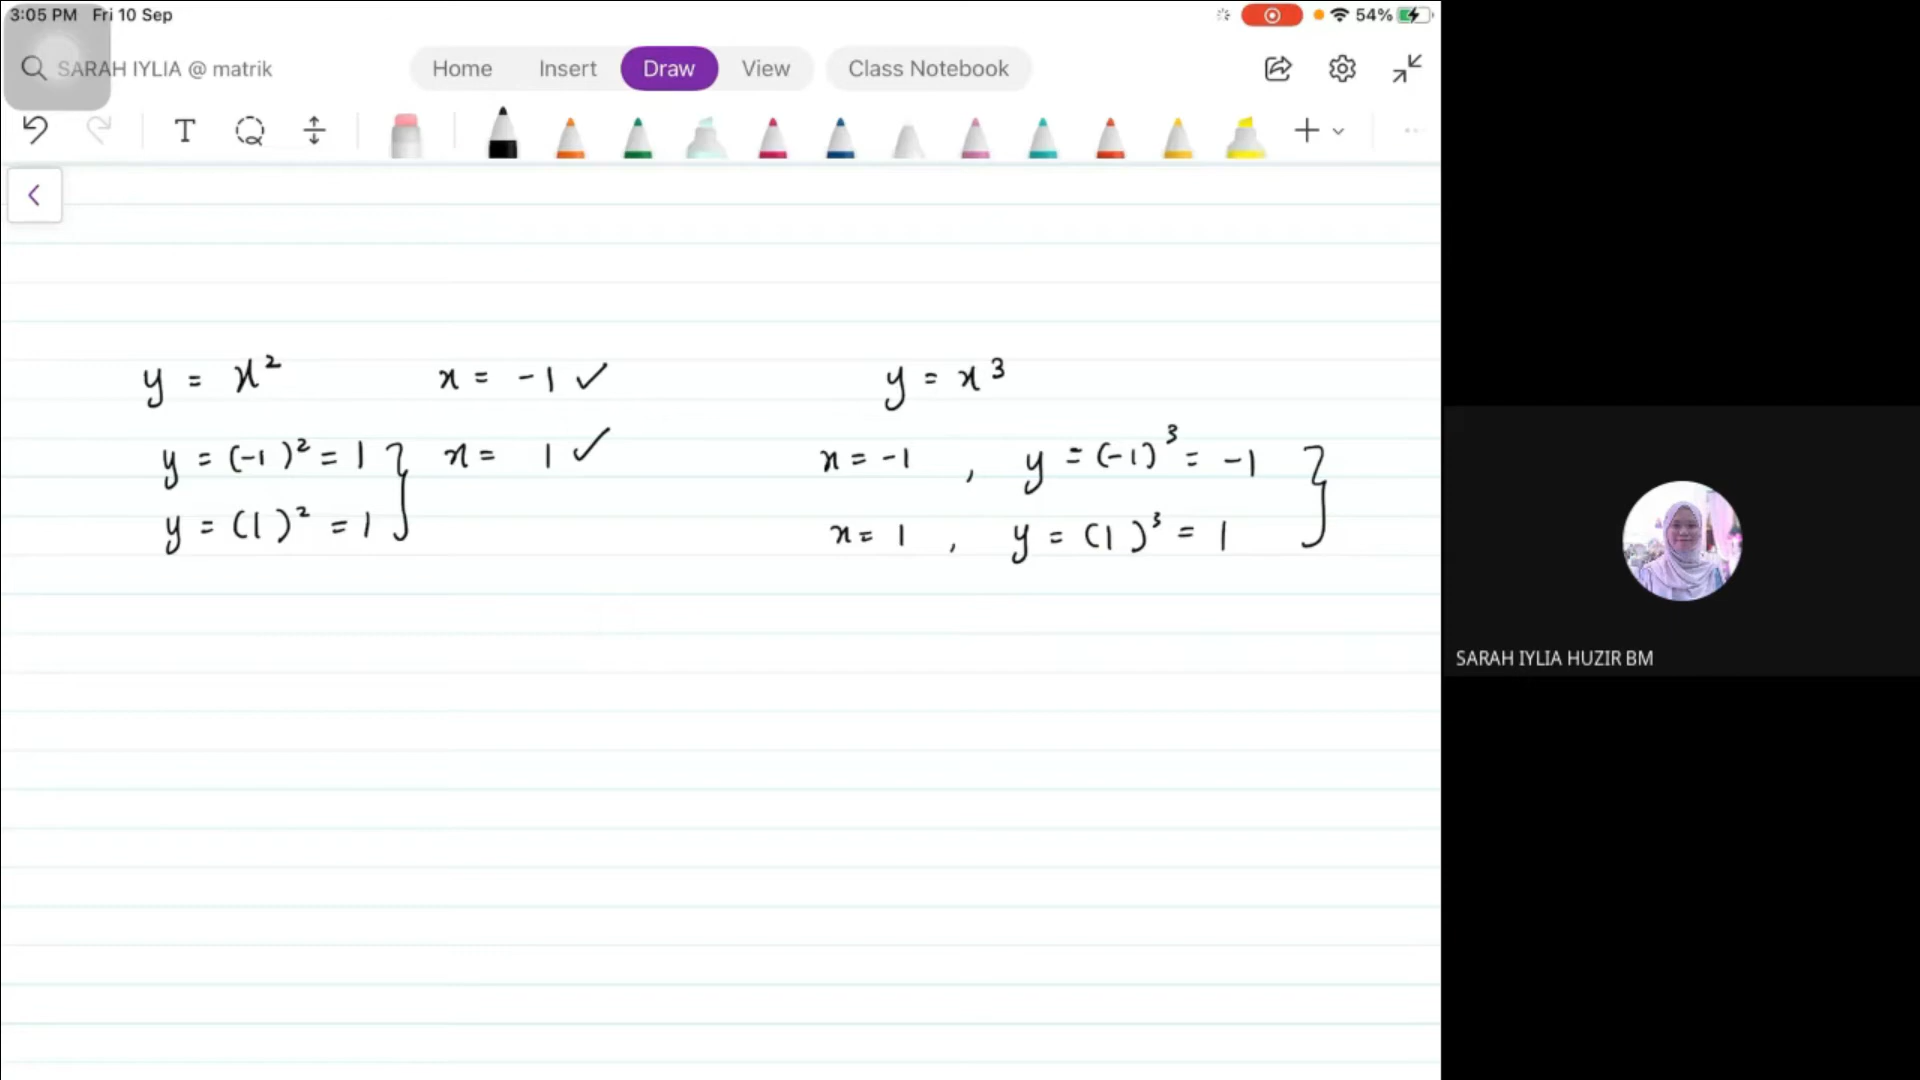 3:05 PM Fri 10 Sep 54%
SARAH IYLIA @ matrik Home Insert Draw View Class Notebook
T
y = x² x = -1 ✓ y = x³
y = (-1)² = 1 x = 1 ✓ x = -1 , y = (-1)³ = -1
y = (1)² = 1 x = 1 , y = (1)³ = 1
SARAH IYLIA HUZIR BM